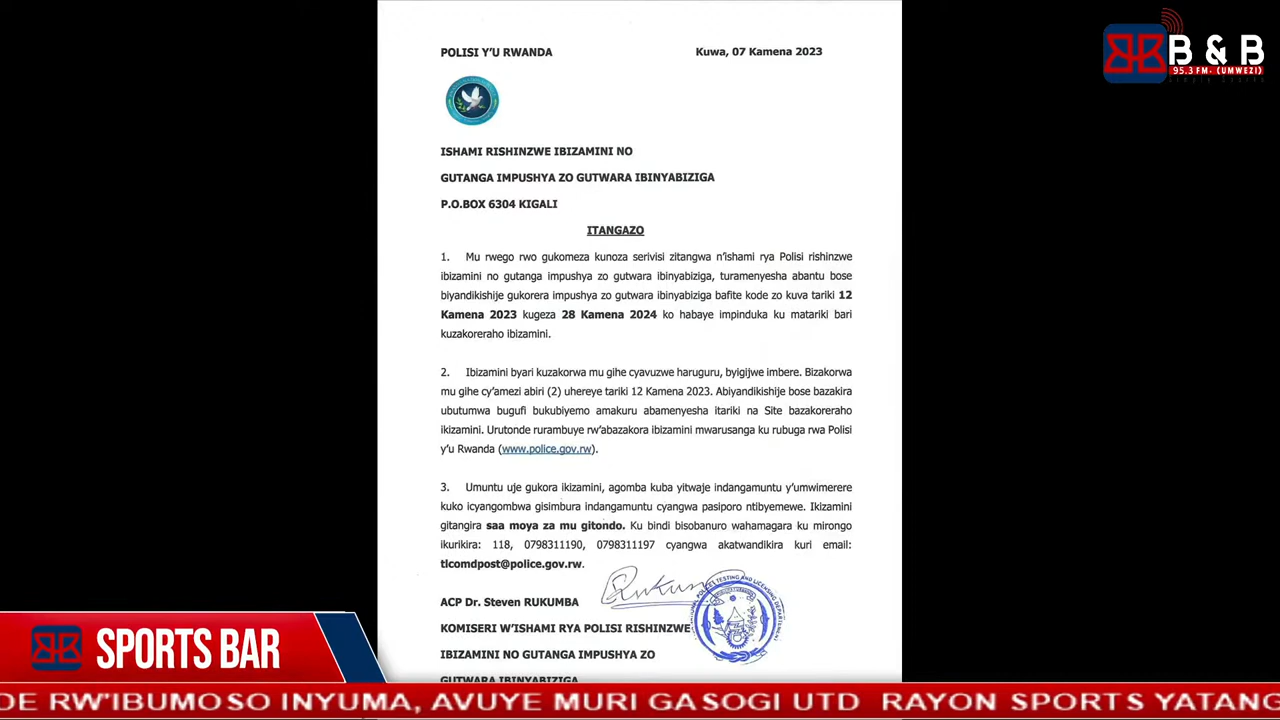 POLISI Y'U RWANDA
Kuwa, 07 Kamena 2023
B & B
95.3 FM. (UMWEZI)
ISHAMI RISHINZWE IBIZAMINI NO
GUTANGA IMPUSHYA ZO GUTWARA IBINYABIZIGA
P.O.BOX 6304 KIGALI
ITANGAZO
1. Mu rwego rwo gukomeza kunoza serivisi zitangwa n'ishami rya Polisi rishinzwe
ibizamini no gutanga impushya zo gutwara ibinyabiziga, turamenyesha abantu bose
biyandikishije gukorera impushya zo gutwara ibinyabiziga bafite kode zo kuva tariki 12
Kamena 2023 kugeza 28 Kamena 2024 ko habaye impinduka ku matariki bari
kuzakoreraho ibizamini.
2. Ibizamini byari kuzakorwa mu gihe cyavuzwe haruguru, byigijwe imbere. Bizakorwa
mu gihe cy'amezi abiri (2) uhereye tariki 12 Kamena 2023. Abiyandikishije bose bazakira
ubutumwa bugufi bukubiyemo amakuru abamenyesha itariki na Site bazakoreraho
ikizamini. Urutonde rurambuye rw'abazakora ibizamini mwarusanga ku rubuga rwa Polisi
y'u Rwanda (www.police.gov.rw).
3. Umuntu uje gukora ikizamini, agomba kuba yitwaje indangamuntu y'umwimerere
kuko icyangombwa gisimbura indangamuntu cyangwa pasiporo ntibyemewe. Ikizamini
gitangira saa moya za mu gitondo. Ku bindi bisobanuro wahamagara ku mirongo
ikurikira: 118, 0798311190, 0798311197 cyangwa akatwandikira kuri email:
tlcomdpost@police.gov.rw.
ACP Dr. Steven RUKUMBA
KOMISERI W'ISHAMI RYA POLISI RISHINZWE
IBIZAMINI NO GUTANGA IMPUSHYA ZO
GUTWARA IBINYABIZIGA
SPORTS BAR
DE RW'IBUMOSO INYUMA, AVUYE MURI GASOGI UTD RAYON SPORTS YATANG